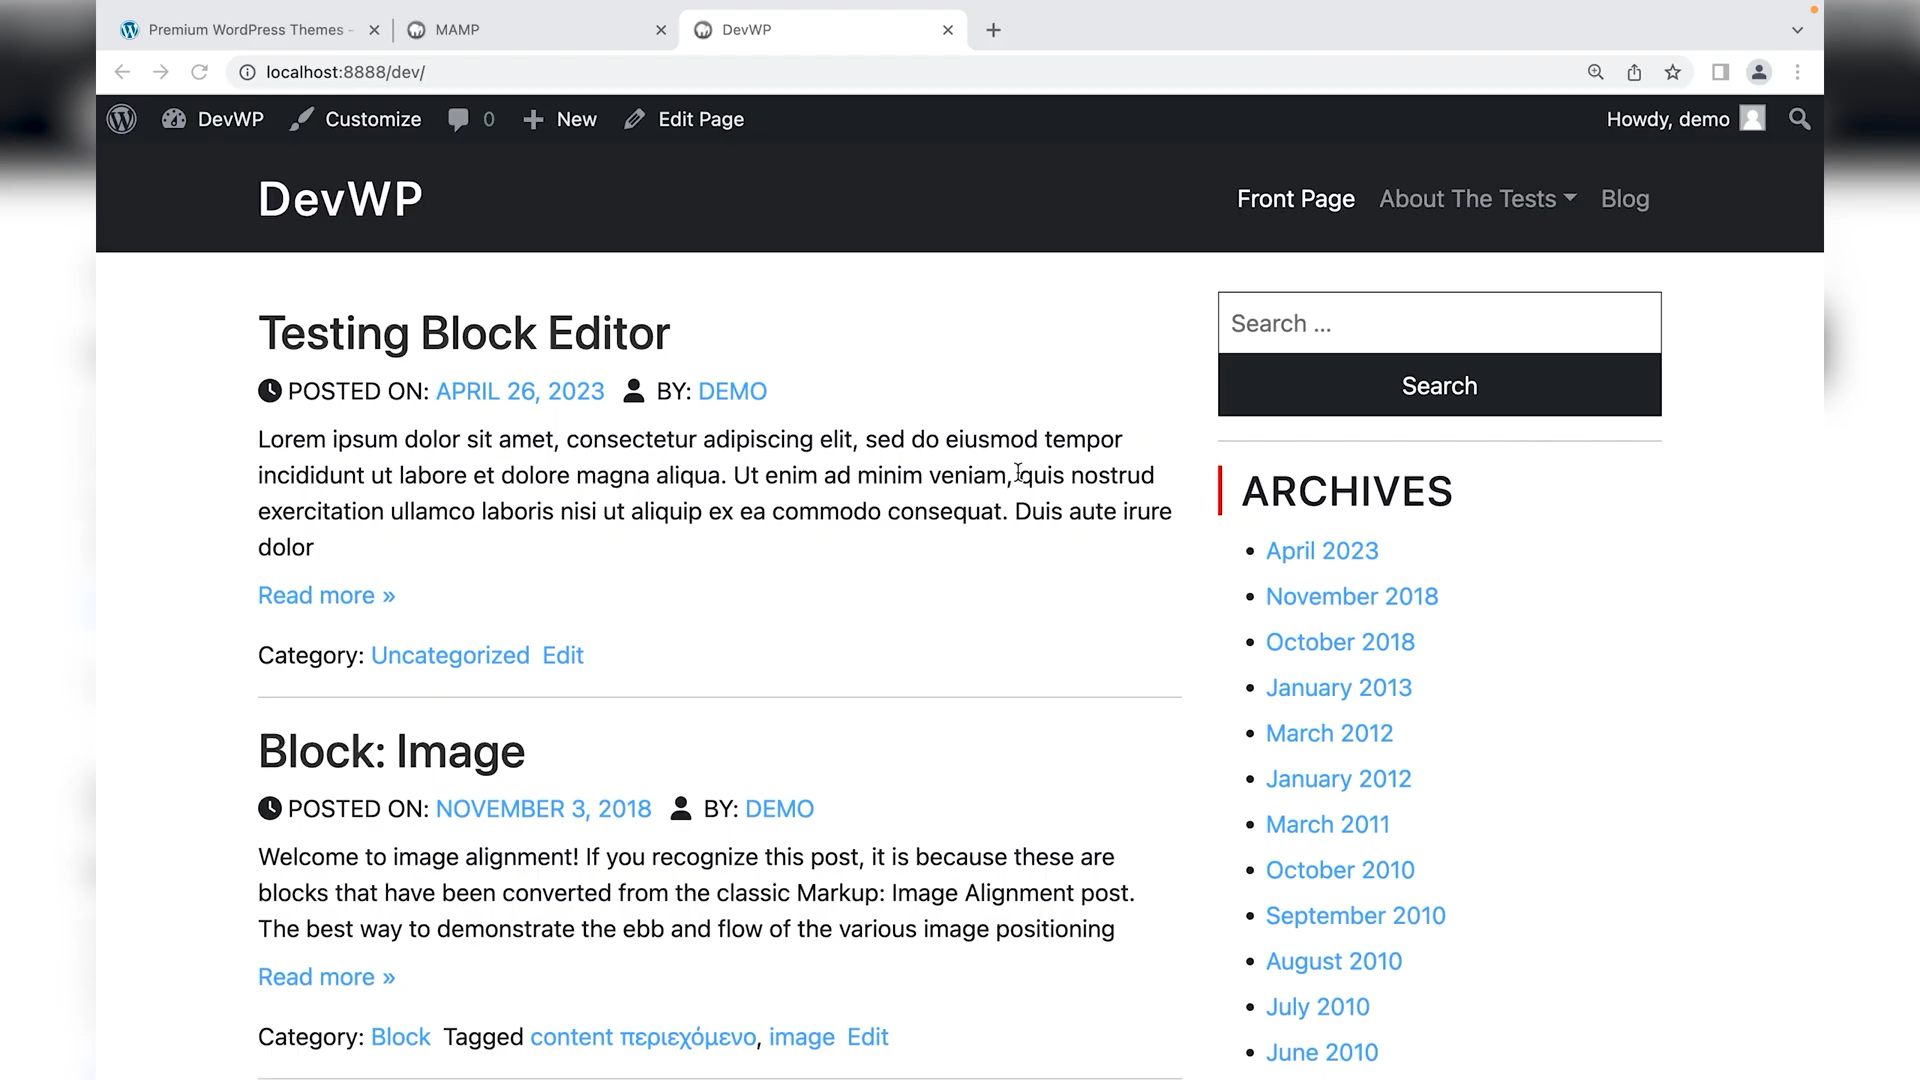 Premium WordPress Themes -
MAMP
DevWP
localhost:8888/dev/
DevWP
Customize
0
New
Edit Page
Howdy, demo
DevWP
Front Page
About The Tests
Blog
Testing Block Editor
POSTED ON: APRIL 26, 2023 BY: DEMO
Lorem ipsum dolor sit amet, consectetur adipiscing elit, sed do eiusmod tempor
incididunt ut labore et dolore magna aliqua. Ut enim ad minim veniam, quis nostrud
exercitation ullamco laboris nisi ut aliquip ex ea commodo consequat. Duis aute irure
dolor
Read more »
Category: Uncategorized Edit
Block: Image
POSTED ON: NOVEMBER 3, 2018 BY: DEMO
Welcome to image alignment! If you recognize this post, it is because these are
blocks that have been converted from the classic Markup: Image Alignment post.
The best way to demonstrate the ebb and flow of the various image positioning
Read more »
Category: Block Tagged content περιεχόμενο, image Edit
Search ...
Search
ARCHIVES
April 2023
November 2018
October 2018
January 2013
March 2012
January 2012
March 2011
October 2010
September 2010
August 2010
July 2010
June 2010